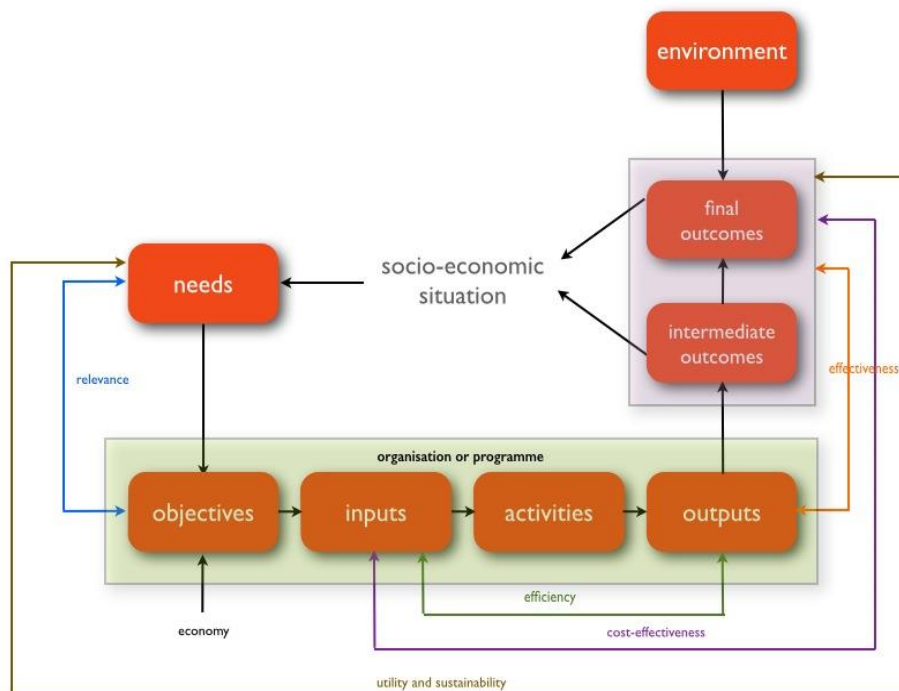 environment
final
outcomes
socio-economic
situation
needs
intermediate
outcomes
relevance
effectiveness
organisation or programme
objectives
inputs
activities
outputs
efficiency
economy
cost-effectiveness
utility and sustainability